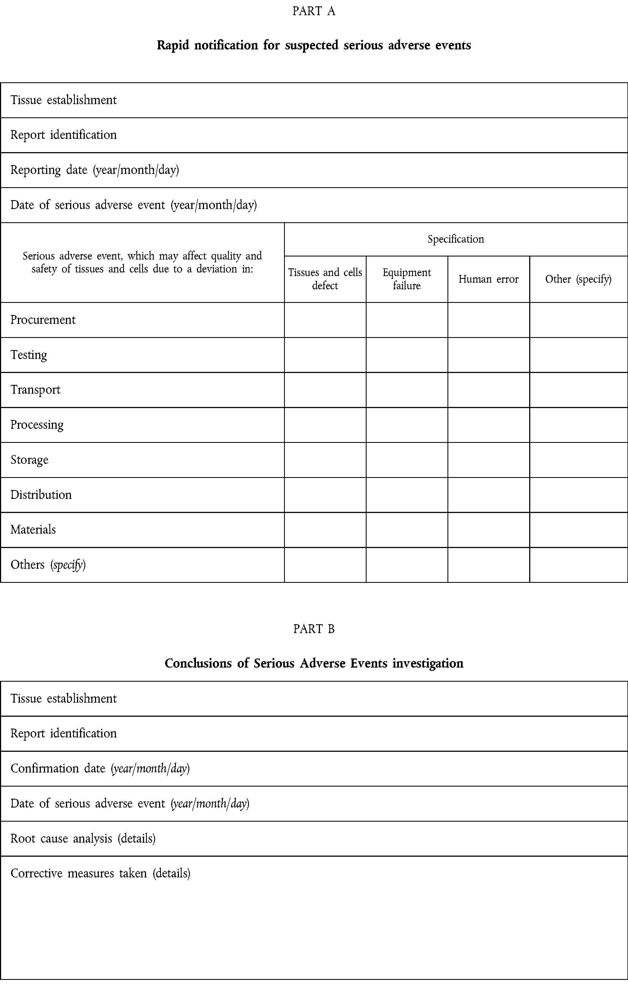 PART A
Rapid notification for suspected serious adverse events
Tissue establishment
Report identification
Reporting date (year/month/day)
Date of serious adverse event (year/month/day)
Serious adverse event, which may affect quality and
safety of tissues and cells due to a deviation in:
Specification
Tissues and cells
defect
Equipment
failure
Human error
Other (specify)
Procurement
Testing
Transport
Processing
Storage
Distribution
Materials
Others (specify)
PART B
Conclusions of Serious Adverse Events investigation
Tissue establishment
Report identification
Confirmation date (year/month/day)
Date of serious adverse event (year/month/day)
Root cause analysis (details)
Corrective measures taken (details)